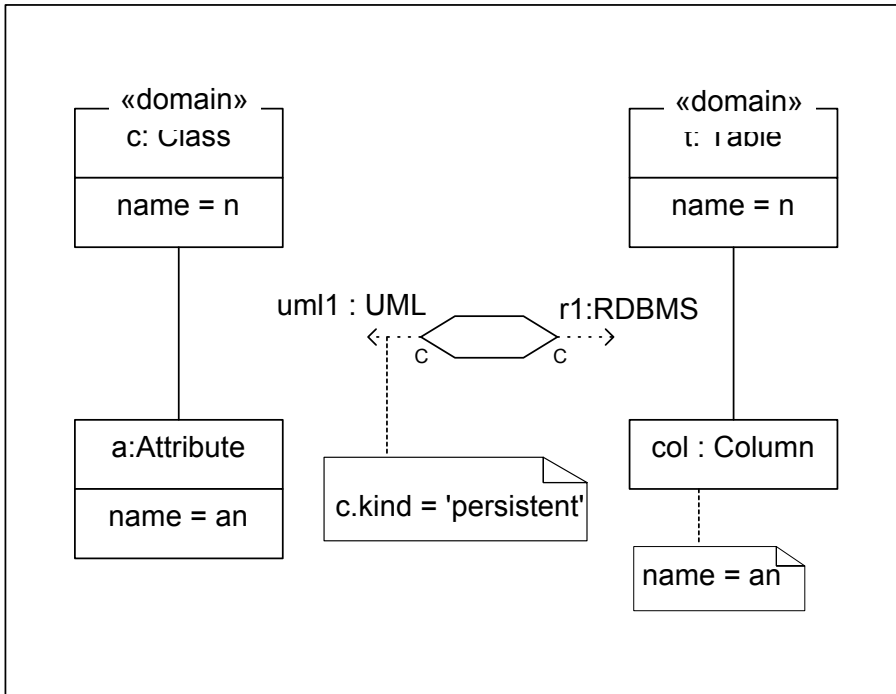 «domain»
c: Class
name = n
«domain»
t: Table
name = n
uml1 : UML
r1:RDBMS
C
C
a:Attribute
name = an
c.kind = 'persistent'
col : Column
name = an